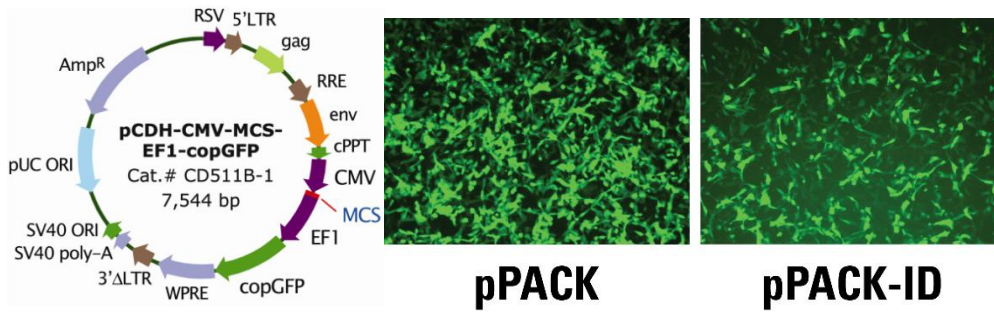 RSV
5'LTR
gag
RRE
env
cPPT
CMV
MCS
EF1
copGFP
WPRE
3'ΔLTR
SV40 poly-A
SV40 ORI
pUC ORI
AmpR
pCDH-CMV-MCS-
EF1-copGFP
Cat.# CD511B-1
7,544 bp
pPACK
pPACK-ID